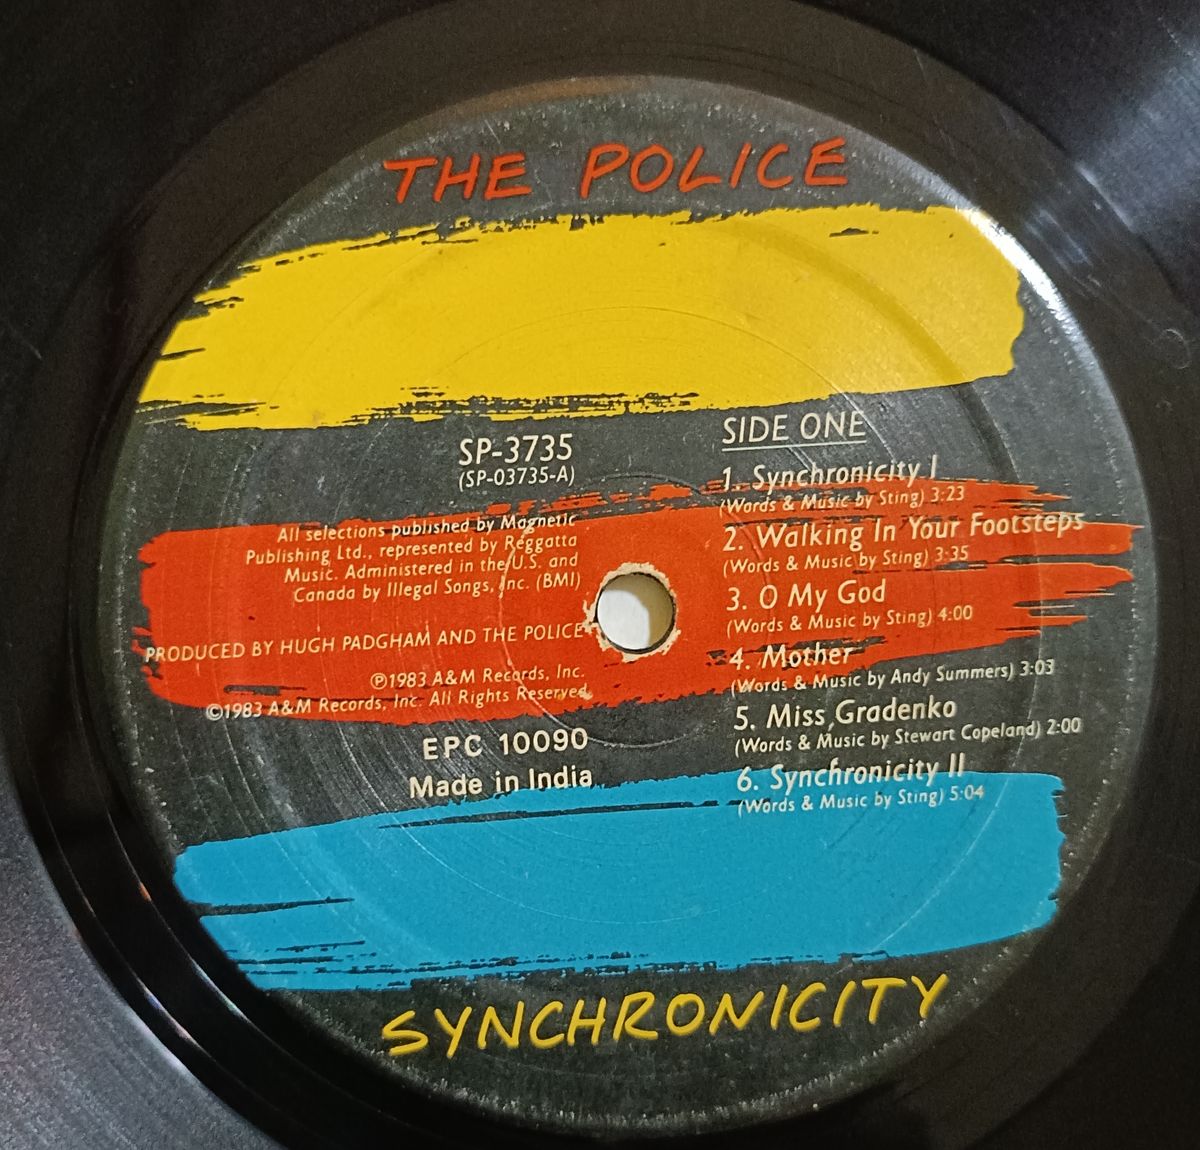 THE POLICE
SP-3735
(SP-03735-A)
All selections published by Magnetic
Publishing Ltd., represented by Reggatta
Music. Administered in the U.S. and
Canada by Illegal Songs, Inc. (BMI)
PRODUCED BY HUGH PADGHAM AND THE POLICE
℗1983 A&M Records, Inc.
©1983 A&M Records, Inc. All Rights Reserved.
EPC 10090
Made in India
SIDE ONE
1. Synchronicity I
(Words & Music by Sting) 3:23
2. Walking In Your Footsteps
(Words & Music by Sting) 3:35
3. O My God
(Words & Music by Sting) 4:00
4. Mother
(Words & Music by Andy Summers) 3:03
5. Miss Gradenko
(Words & Music by Stewart Copeland) 2:00
6. Synchronicity II
(Words & Music by Sting) 5:04
SYNCHRONICITY